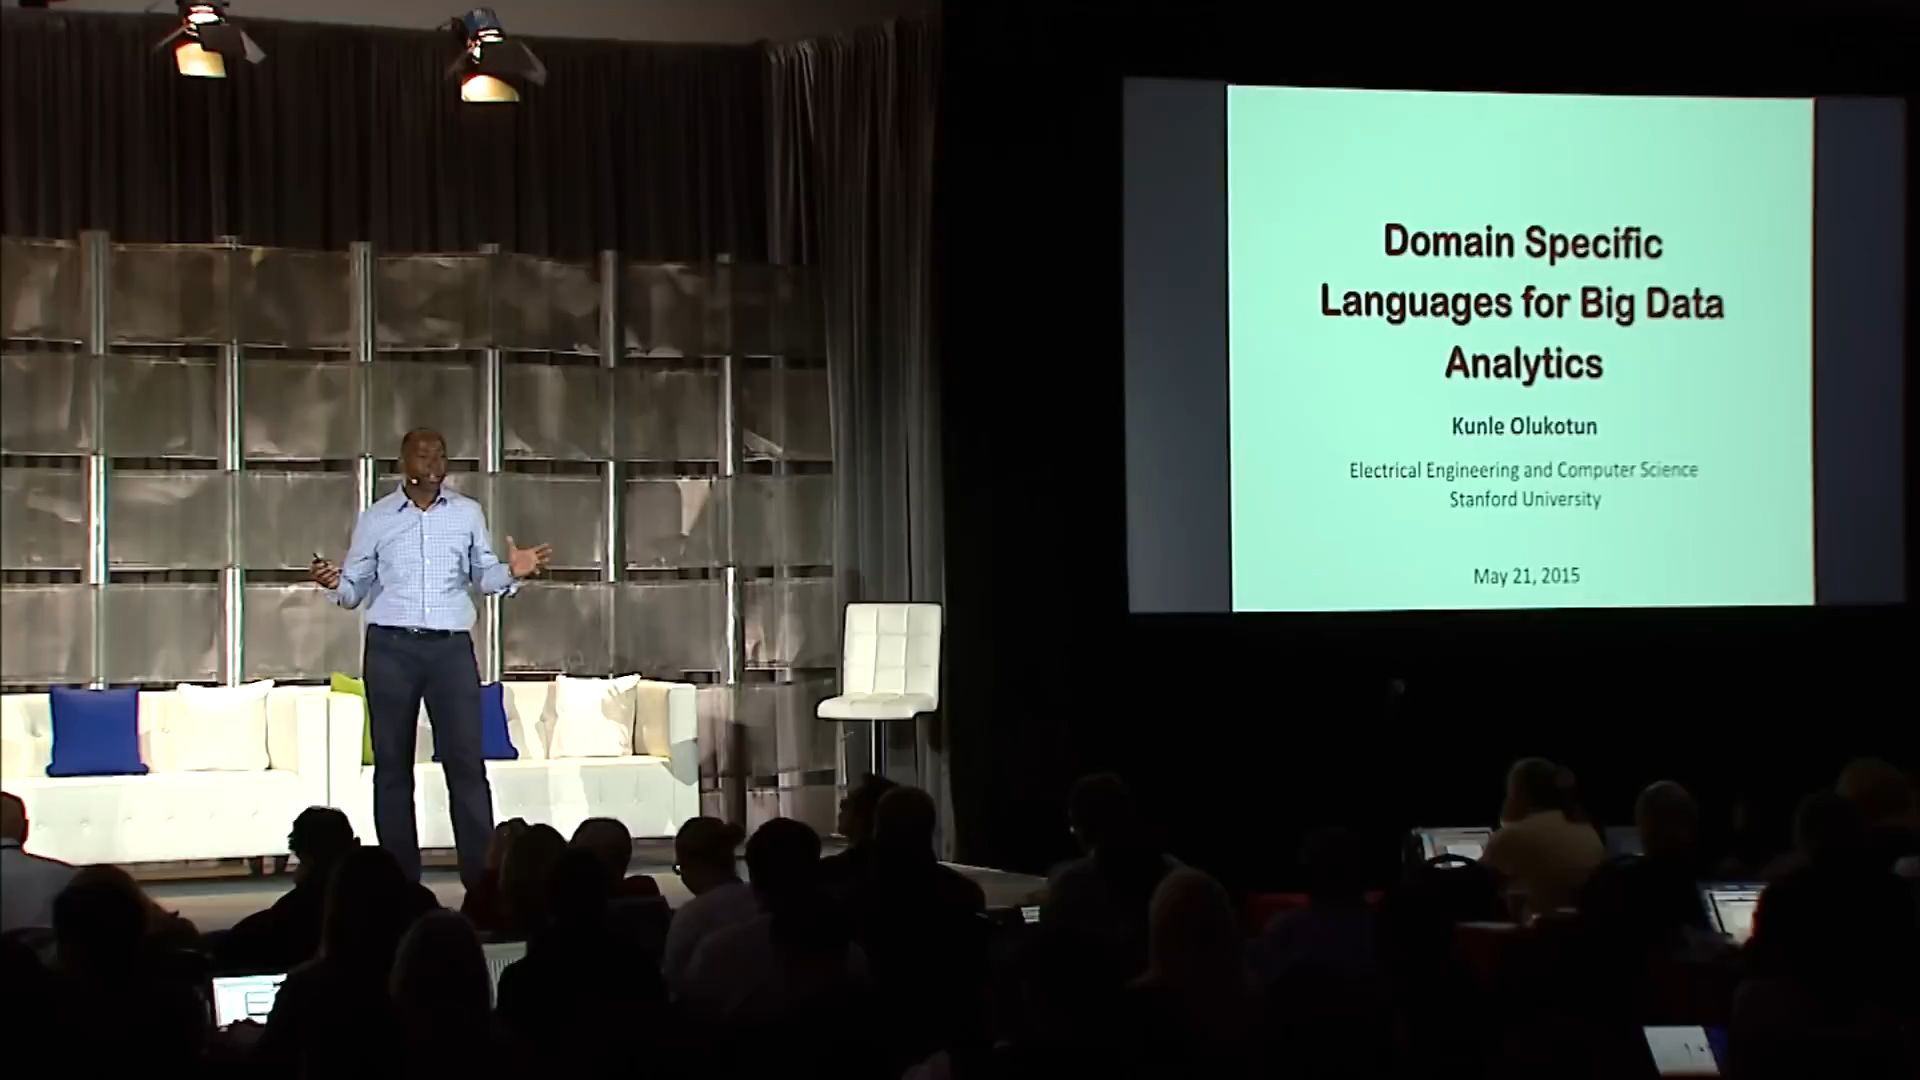 Domain Specific
Languages for Big Data
Analytics
Kunle Olukotun
Electrical Engineering and Computer Science
Stanford University
May 21, 2015